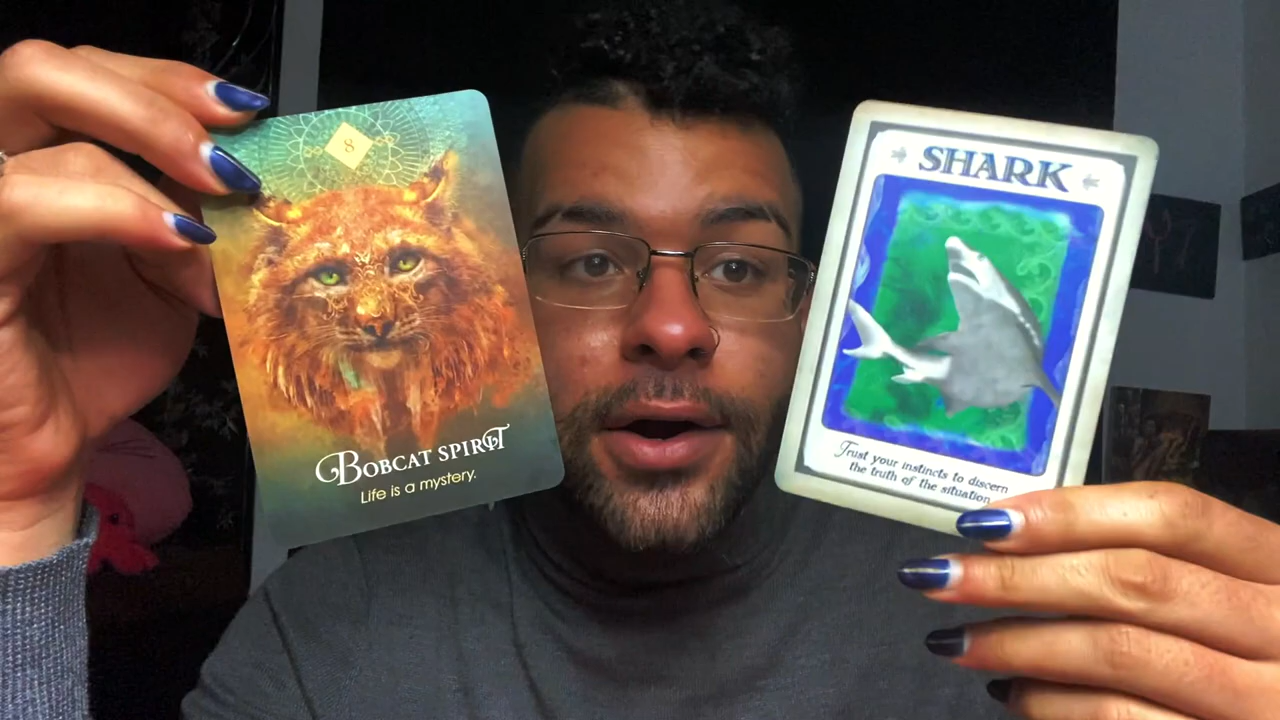 8
BOBCAT SPIRIT
Life is a mystery.
SHARK
Trust your instincts to discern
the truth of the situation